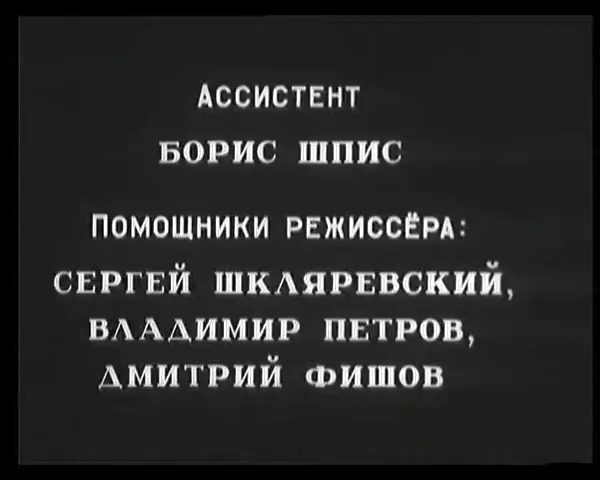 АССИСТЕНТ
БОРИС ШПИС
ПОМОЩНИКИ РЕЖИССЁРА:
СЕРГЕЙ ШКЛЯРЕВСКИЙ,
ВЛАДИМИР ПЕТРОВ,
ДМИТРИЙ ФИШОВ